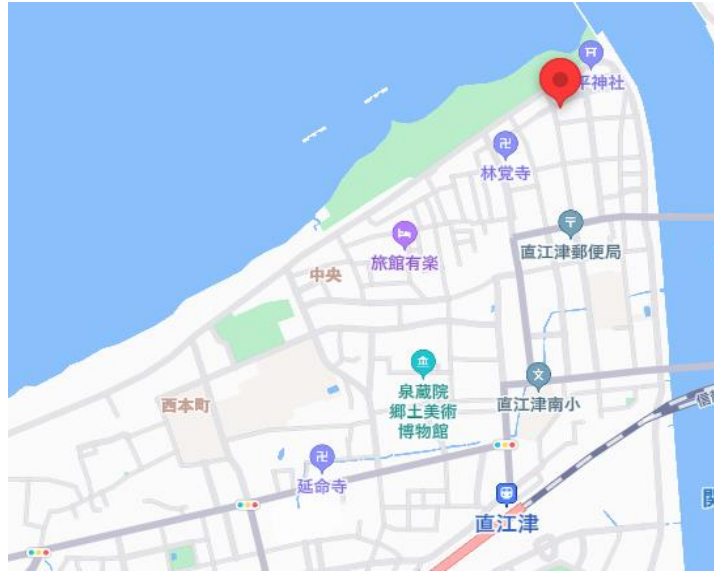 平神社
林覚寺
直江津郵便局
旅館有楽
中央
泉蔵院
郷土美術
博物館
直江津南小
西本町
延命寺
直江津